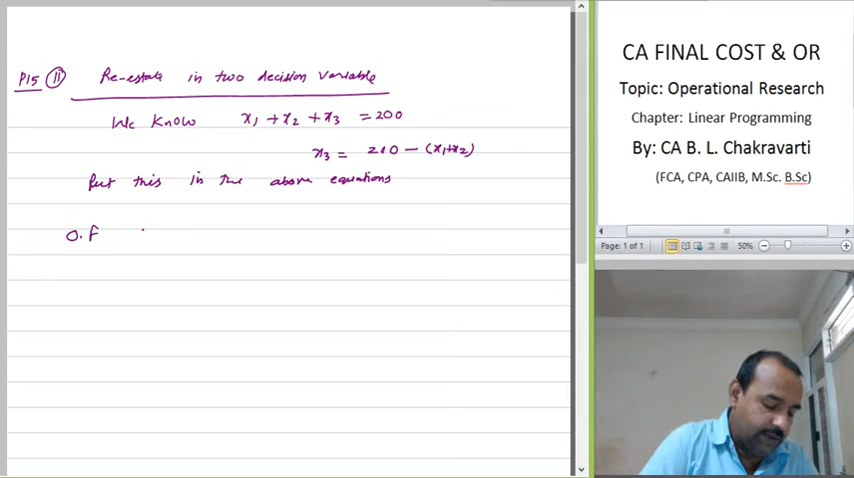 P15 (11) Re-estate in two decision variable
We Know x₁ + x₂ + x₃ = 200
x₃ = 200 - (x₁+x₂)
Put this in the above equations
O.F
CA FINAL COST & OR
Topic: Operational Research
Chapter: Linear Programming
By: CA B. L. Chakravarti
(FCA, CPA, CAIIB, M.Sc. B.Sc)
Page: 1 of 1
50%